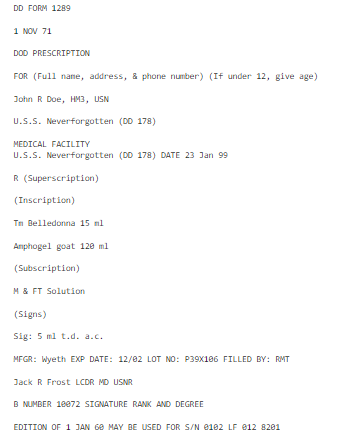 DD FORM 1289
1 NOV 71
DOD PRESCRIPTION
FOR (Full name, address, & phone number) (If under 12, give age)
John R Doe, HM3, USN
U.S.S. Neverforgotten (DD 178)
MEDICAL FACILITY
U.S.S. Neverforgotten (DD 178) DATE 23 Jan 99
R (Superscription)
(Inscription)
Tm Belledonna 15 ml
Amphogel goat 120 ml
(Subscription)
M & FT Solution
(Signs)
Sig: 5 ml t.d. a.c.
MFGR: Wyeth EXP DATE: 12/02 LOT NO: P39X106 FILLED BY: RMT
Jack R Frost LCDR MD USNR
B NUMBER 10072 SIGNATURE RANK AND DEGREE
EDITION OF 1 JAN 60 MAY BE USED FOR S/N 0102 LF 012 8201